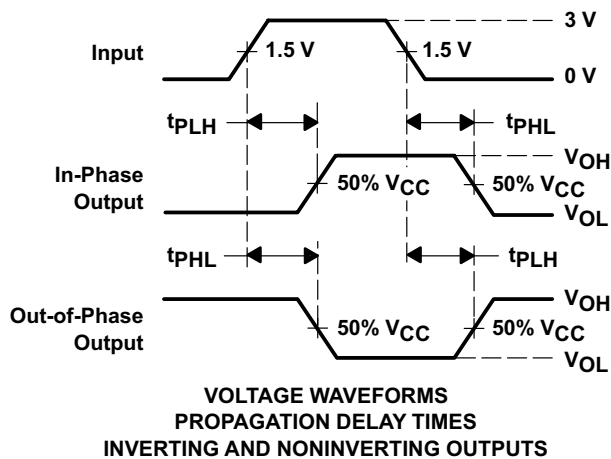 3 V
Input
1.5 V
1.5 V
0 V
tPLH
tPHL
In-Phase
Output
VOH
50% VCC
50% VCC
VOL
tPHL
tPLH
Out-of-Phase
Output
VOH
50% VCC
50% VCC
VOL
VOLTAGE WAVEFORMS
PROPAGATION DELAY TIMES
INVERTING AND NONINVERTING OUTPUTS